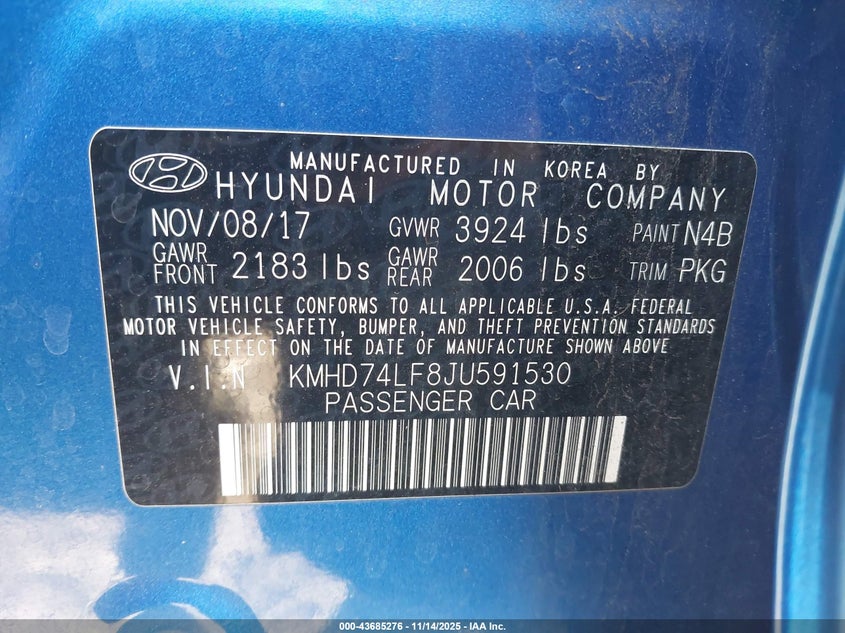 MANUFACTURED IN KOREA BY
HYUNDAI MOTOR COMPANY
NOV/08/17 GVWR 3924 lbs PAINT N4B
GAWR FRONT 2183 lbs GAWR REAR 2006 lbs TRIM PKG
THIS VEHICLE CONFORMS TO ALL APPLICABLE U.S.A. FEDERAL
MOTOR VEHICLE SAFETY, BUMPER, AND THEFT PREVENTION STANDARDS
IN EFFECT ON THE DATE OF MANUFACTURE SHOWN ABOVE
V.I.N KMHD74LF8JU591530
PASSENGER CAR
000-43685276 | 11/14/2025 - IAA Inc.